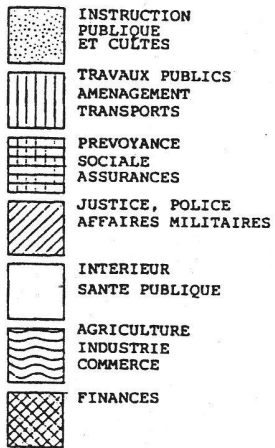 INSTRUCTION
PUBLIQUE
ET CULTES
TRAVAUX PUBLICS
AMENAGEMENT
TRANSPORTS
PREVOYANCE
SOCIALE
ASSURANCES
JUSTICE, POLICE
AFFAIRES MILITAIRES
INTERIEUR
SANTE PUBLIQUE
AGRICULTURE
INDUSTRIE
COMMERCE
FINANCES